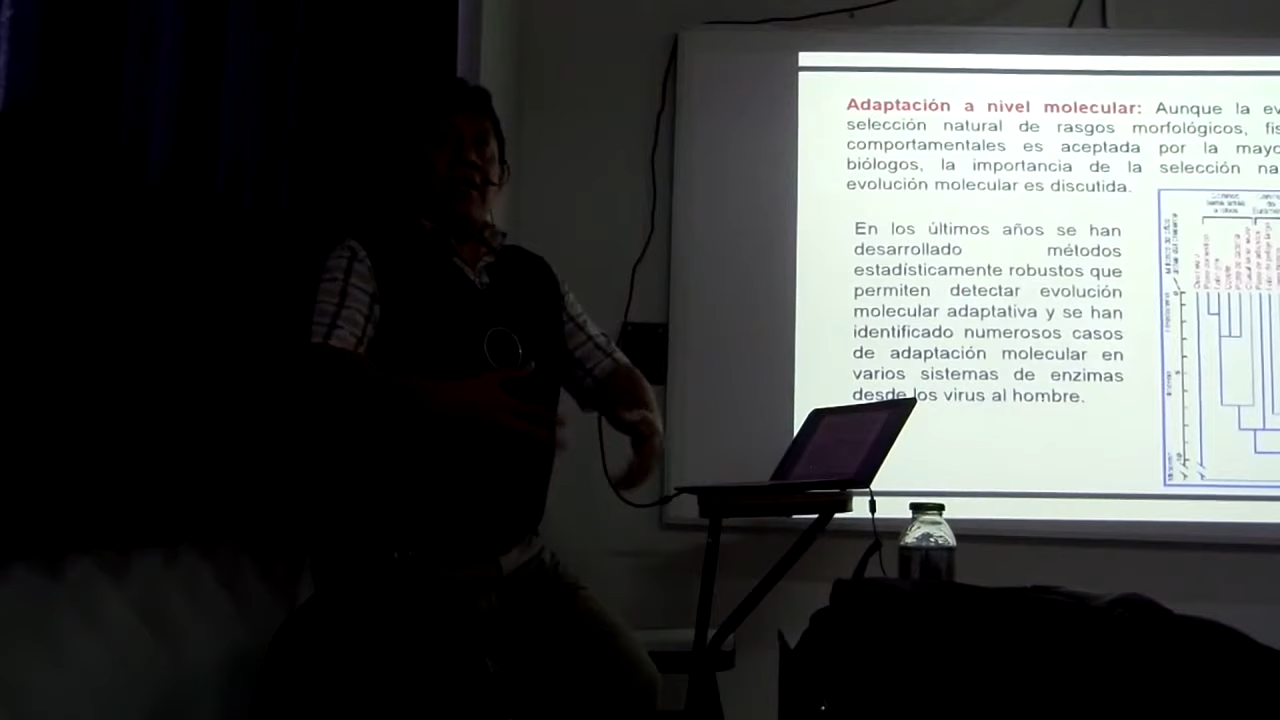 Adaptación a nivel molecular: Aunque la ev
selección natural de rasgos morfológicos, fis
comportamentales es aceptada por la mayo
biólogos, la importancia de la selección na
evolución molecular es discutida.
En los últimos años se han
desarrollado métodos
estadísticamente robustos que
permiten detectar evolución
molecular adaptativa y se han
identificado numerosos casos
de adaptación molecular en
varios sistemas de enzimas
desde los virus al hombre.